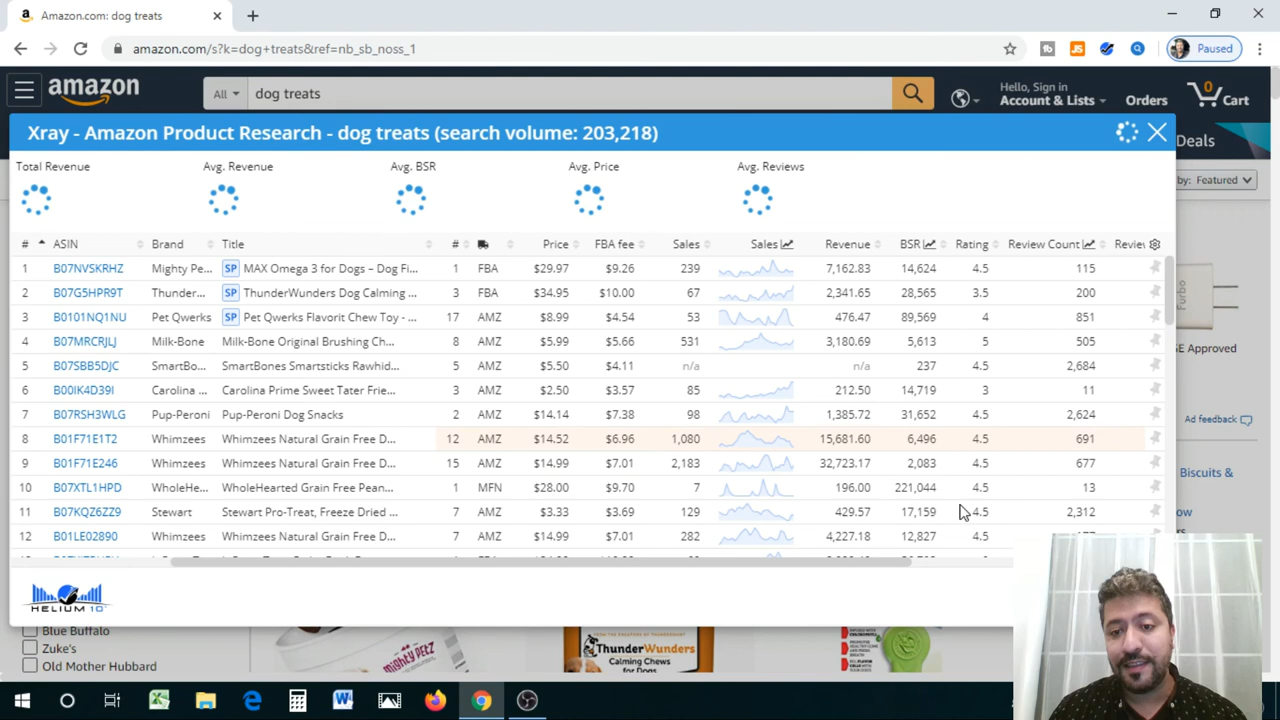 Amazon.com: dog treats
amazon.com/s?k=dog+treats&ref=nb_sb_noss_1
Paused
amazon
All
dog treats
Hello, Sign in
Account & Lists
Orders
0
Cart
Deals
by: Featured
Xray - Amazon Product Research - dog treats (search volume: 203,218)
Total Revenue Avg. Revenue Avg. BSR Avg. Price Avg. Reviews
# ASIN Brand Title # Price FBA fee Sales Sales Revenue BSR Rating Review Count Review
1 B07NVSKRHZ Mighty Pe... SP MAX Omega 3 for Dogs – Dog Fi... 1 FBA $29.97 $9.26 239 7,162.83 14,624 4.5 115
2 B07G5HPR9T Thunder... SP ThunderWunders Dog Calming ... 3 FBA $34.95 $10.00 67 2,341.65 28,565 3.5 200
3 B0101NQ1NU Pet Qwerks SP Pet Qwerks Flavorit Chew Toy - ... 17 AMZ $8.99 $4.54 53 476.47 89,569 4 851
4 B07MRCRJLJ Milk-Bone Milk-Bone Original Brushing Ch... 8 AMZ $5.99 $5.66 531 3,180.69 5,613 5 505
5 B07SBB5DJC SmartBo... SmartBones Smartsticks Rawhid... 5 AMZ $5.50 $4.11 n/a n/a 237 4.5 2,684
6 B00IK4D39I Carolina ... Carolina Prime Sweet Tater Frie... 3 AMZ $2.50 $3.57 85 212.50 14,719 3 11
7 B07RSH3WLG Pup-Peroni Pup-Peroni Dog Snacks 2 AMZ $14.14 $7.38 98 1,385.72 31,652 4.5 2,624
8 B01F71E1T2 Whimzees Whimzees Natural Grain Free D... 12 AMZ $14.52 $6.96 1,080 15,681.60 6,496 4.5 691
9 B01F71E246 Whimzees Whimzees Natural Grain Free D... 15 AMZ $14.99 $7.01 2,183 32,723.17 2,083 4.5 677
10 B07XTL1HPD WholeHe... WholeHearted Grain Free Pean... 1 MFN $28.00 $9.70 7 196.00 221,044 4.5 13
11 B07KQZ6ZZ9 Stewart Stewart Pro-Treat, Freeze Dried ... 7 AMZ $3.33 $3.69 129 429.57 17,159 4.5 2,312
12 B01LE02890 Whimzees Whimzees Natural Grain Free D... 7 AMZ $14.99 $7.01 282 4,227.18 12,827 4.5
furbo
SE Approved
Ad feedback
Biscuits &
ow
HELIUM 10
Blue Buffalo
Zuke's
Old Mother Hubbard
mighty PETZ
ThunderWunders
Calming Chews
for Dogs